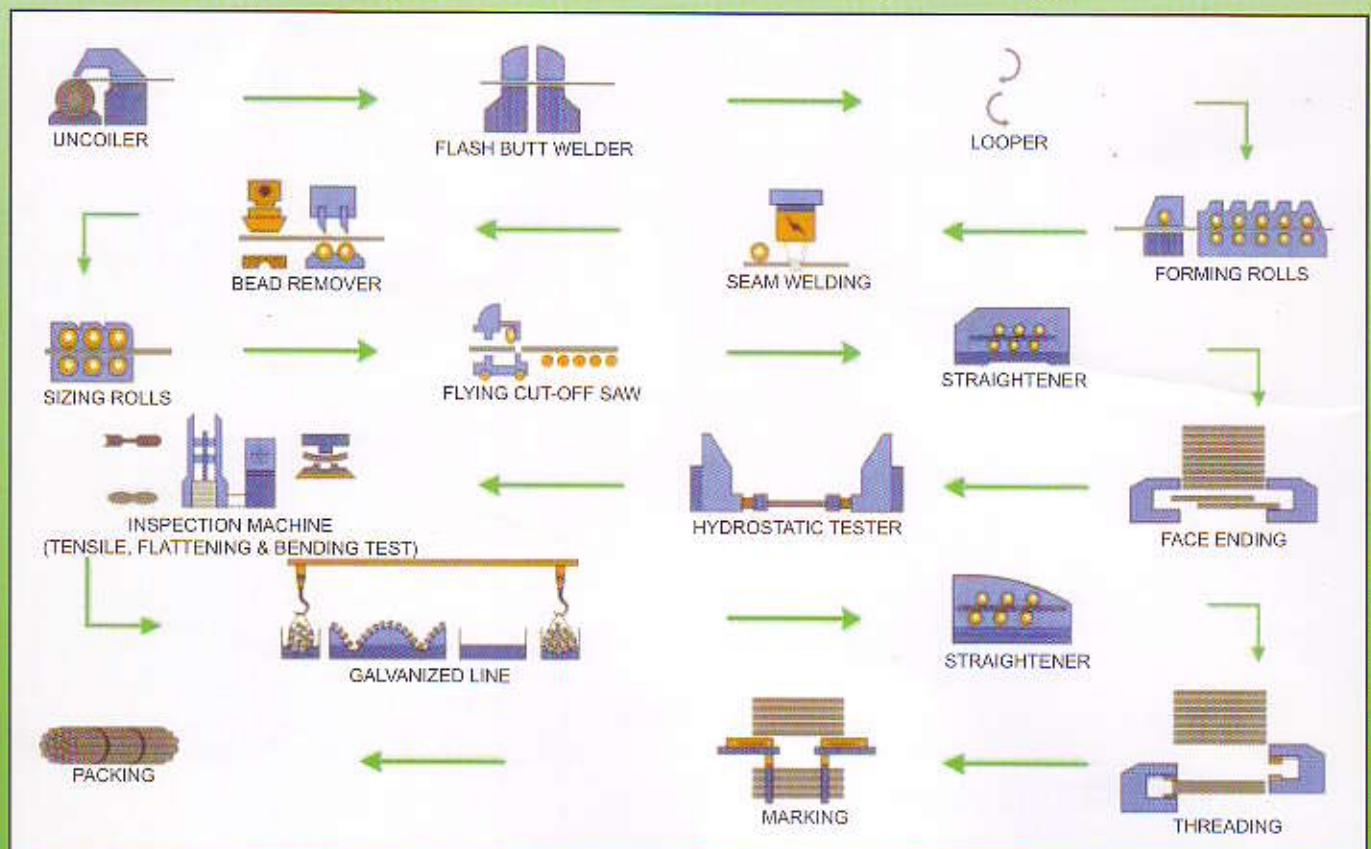 UNCOILER
FLASH BUTT WELDER
LOOPER
BEAD REMOVER
SEAM WELDING
FORMING ROLLS
SIZING ROLLS
FLYING CUT-OFF SAW
STRAIGHTENER
INSPECTION MACHINE
(TENSILE, FLATTENING & BENDING TEST)
HYDROSTATIC TESTER
FACE ENDING
GALVANIZED LINE
STRAIGHTENER
PACKING
MARKING
THREADING